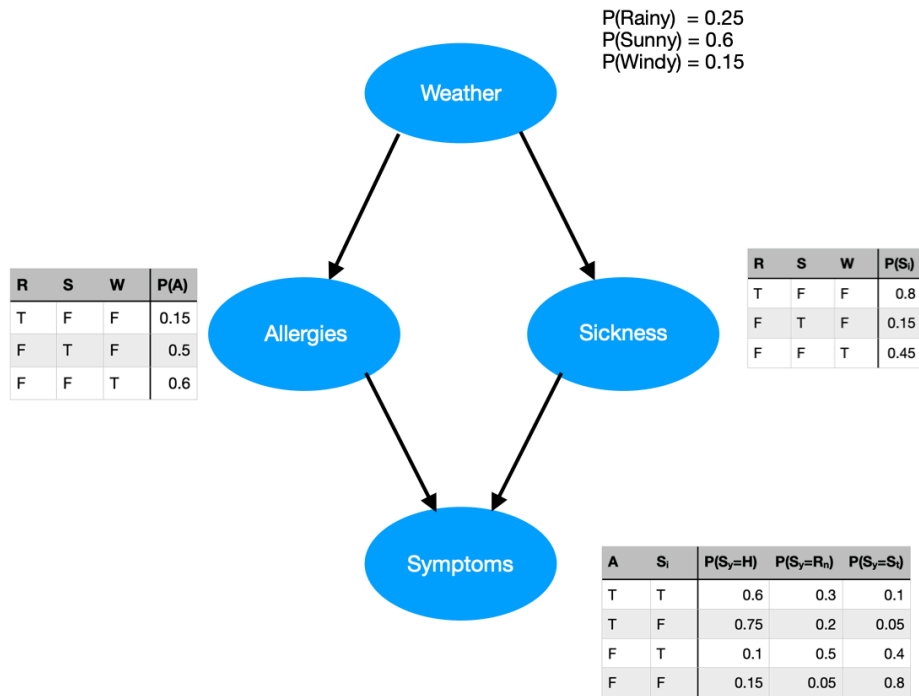 P(Rainy) = 0.25
P(Sunny) = 0.6
P(Windy) = 0.15
Weather
R S W P(A)
T F F 0.15
F T F 0.5
F F T 0.6
Allergies
Sickness
R S W P(Sᵢ)
T F F 0.8
F T F 0.15
F F T 0.45
Symptoms
A Sᵢ P(Sᵧ=H) P(Sᵧ=Rₙ) P(Sᵧ=Sₜ)
T T 0.6 0.3 0.1
T F 0.75 0.2 0.05
F T 0.1 0.5 0.4
F F 0.15 0.05 0.8